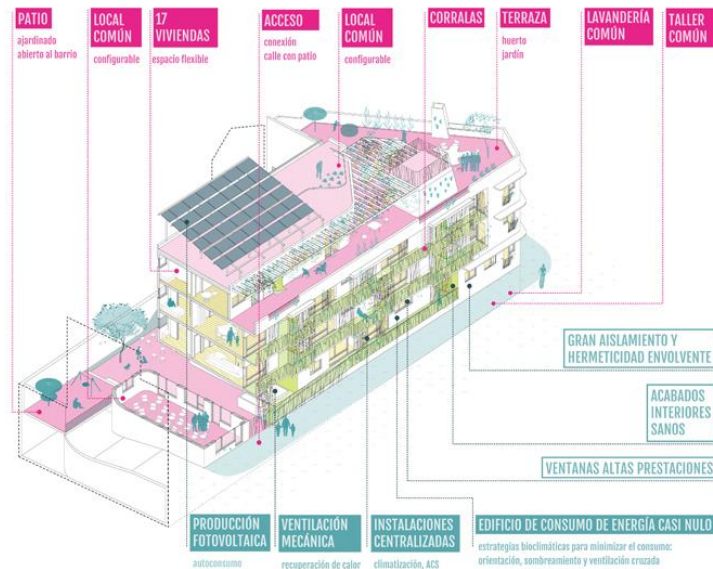 PATIO
ajardinado
abierto al barrio
LOCAL
COMÚN
configurable
17
VIVIENDAS
espacio flexible
ACCESO
conexión
calle con patio
LOCAL
COMÚN
configurable
CORRALAS
TERRAZA
huerto
jardín
LAVANDERÍA
COMÚN
TALLER
COMÚN
GRAN AISLAMIENTO Y
HERMETICIDAD ENVOLVENTE
ACABADOS
INTERIORES
SANOS
VENTANAS ALTAS PRESTACIONES
PRODUCCIÓN
FOTOVOLTAICA
autoconsumo
VENTILACIÓN
MECÁNICA
recuperación de calor
INSTALACIONES
CENTRALIZADAS
climatización, ACS
EDIFICIO DE CONSUMO DE ENERGÍA CASI NULO
estrategias bioclimáticas para minimizar el consumo:
orientación, sombreamiento y ventilación cruzada